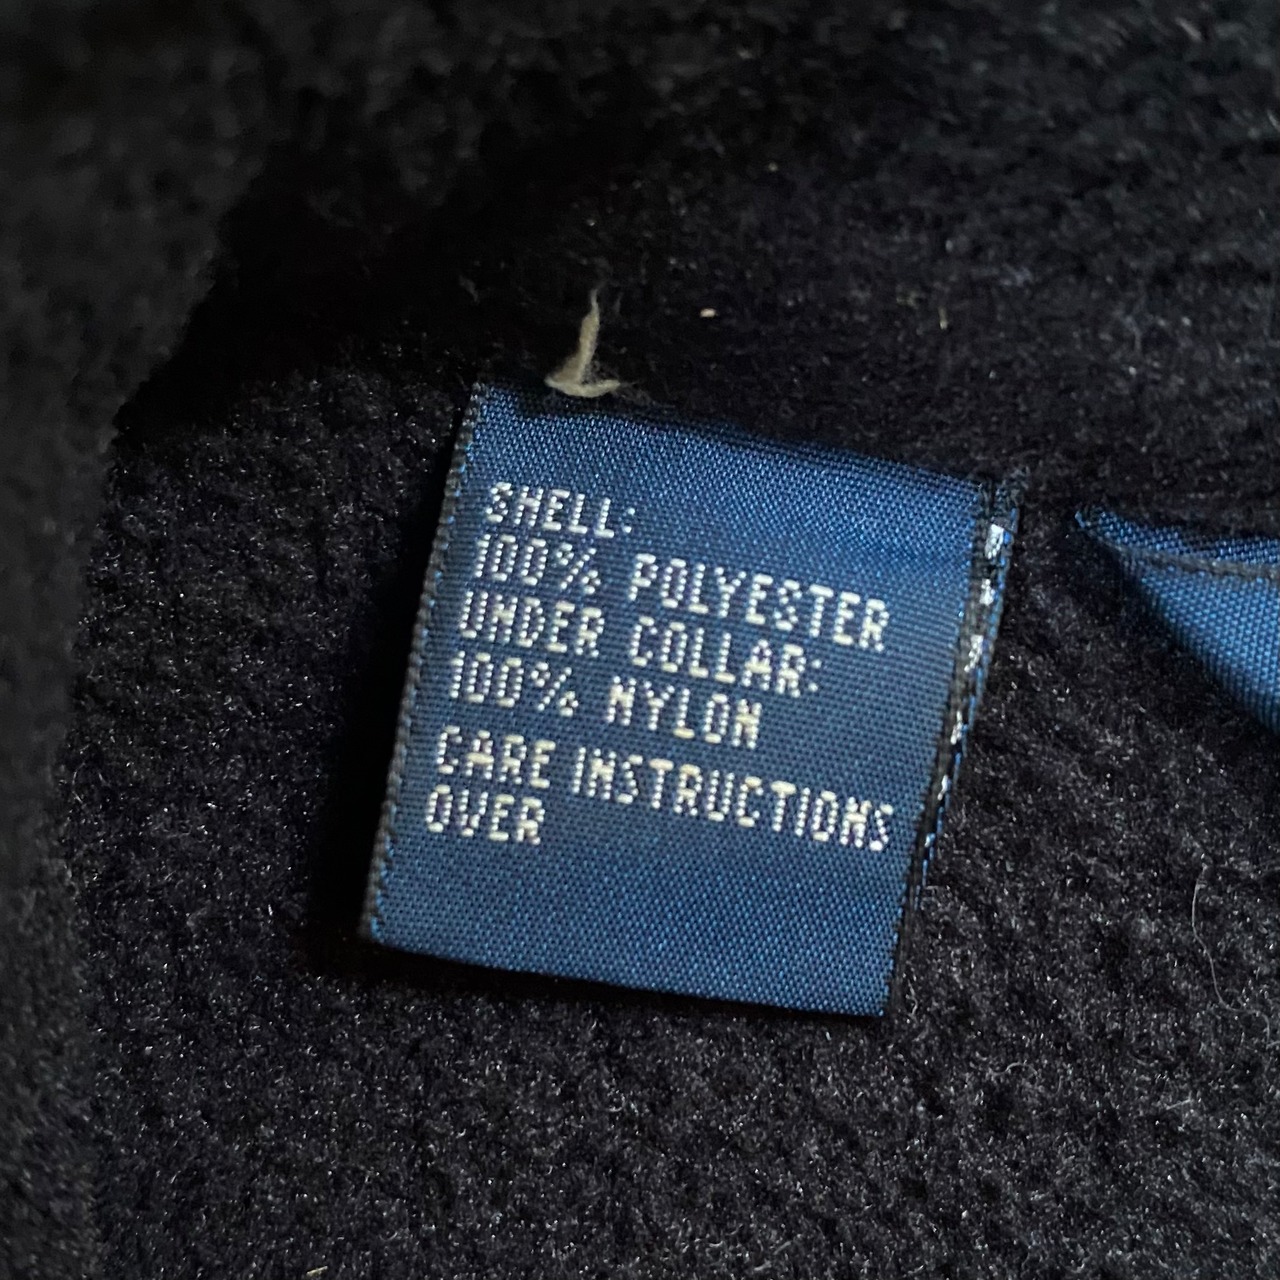 SHELL:
100% POLYESTER
UNDER COLLAR:
100% NYLON
CARE INSTRUCTIONS
OVER